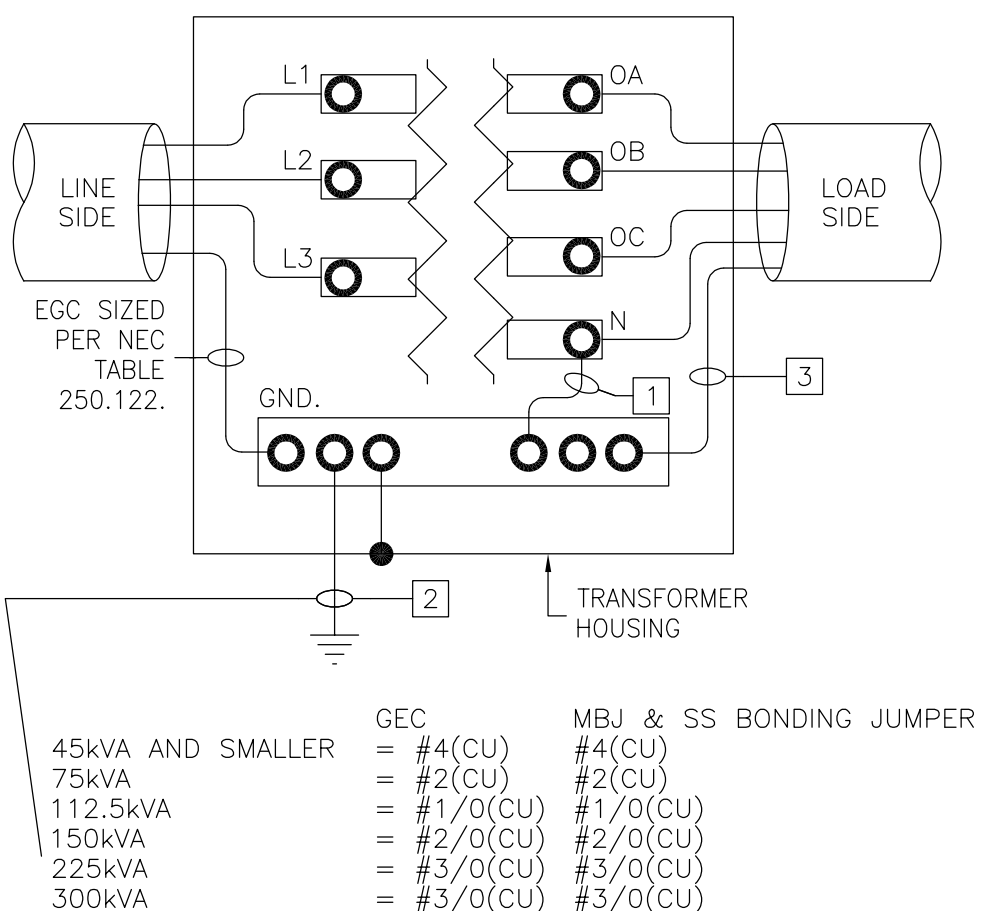 L1
OA
L2
OB
LINE
SIDE
LOAD
SIDE
L3
OC
EGC SIZED
PER NEC
TABLE
250.122.
N
3
GND.
1
2
TRANSFORMER
HOUSING
GEC MBJ & SS BONDING JUMPER
45kVA AND SMALLER = #4(CU) #4(CU)
75kVA = #2(CU) #2(CU)
112.5kVA = #1/0(CU) #1/0(CU)
150kVA = #2/0(CU) #2/0(CU)
225kVA = #3/0(CU) #3/0(CU)
300kVA = #3/0(CU) #3/0(CU)